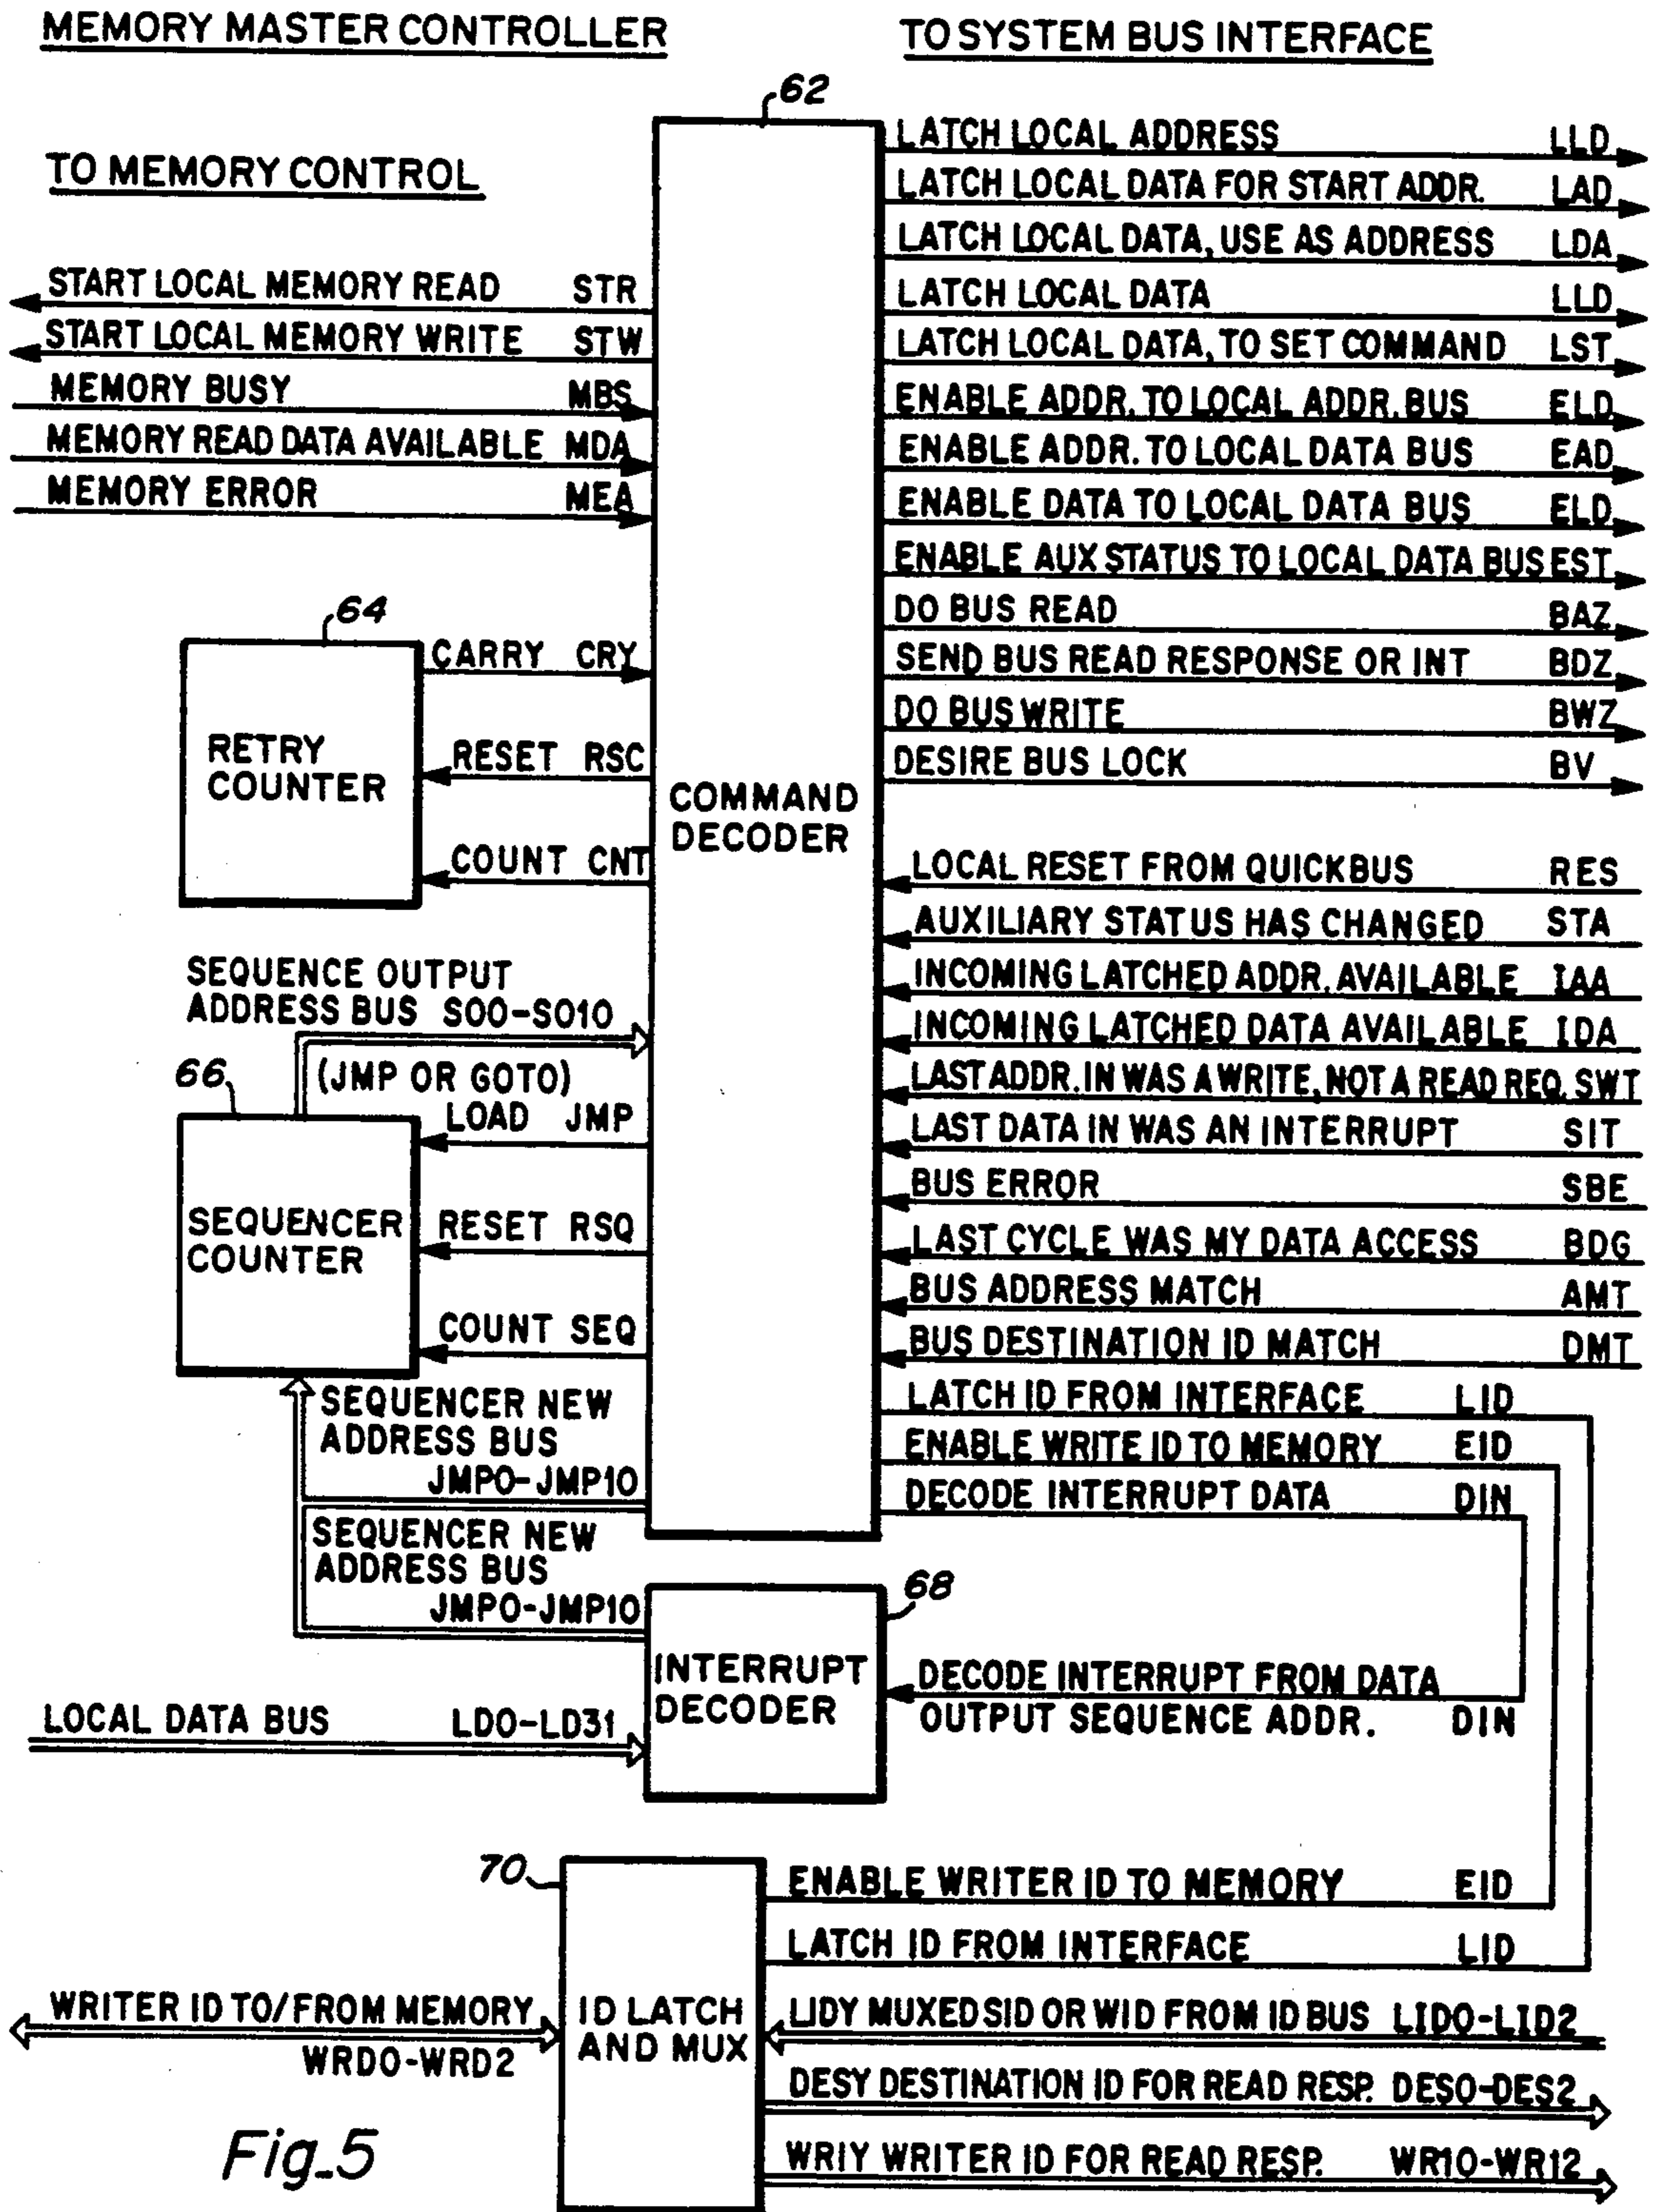 MEMORY MASTER CONTROLLER
TO SYSTEM BUS INTERFACE
62
TO MEMORY CONTROL
START LOCAL MEMORY READ STR
START LOCAL MEMORY WRITE STW
MEMORY BUSY MBS
MEMORY READ DATA AVAILABLE MDA
MEMORY ERROR MEA
64
RETRY
COUNTER
CARRY CRY
RESET RSC
COUNT CNT
COMMAND
DECODER
SEQUENCE OUTPUT
ADDRESS BUS SO0-SO10
66
(JMP OR GOTO)
LOAD JMP
SEQUENCER
COUNTER
RESET RSQ
COUNT SEQ
SEQUENCER NEW
ADDRESS BUS
JMP0-JMP10
SEQUENCER NEW
ADDRESS BUS
JMP0-JMP10
LATCH LOCAL ADDRESS LLD
LATCH LOCAL DATA FOR START ADDR. LAD
LATCH LOCAL DATA, USE AS ADDRESS LDA
LATCH LOCAL DATA LLD
LATCH LOCAL DATA, TO SET COMMAND LST
ENABLE ADDR. TO LOCAL ADDR. BUS ELD
ENABLE ADDR. TO LOCAL DATA BUS EAD
ENABLE DATA TO LOCAL DATA BUS ELD
ENABLE AUX STATUS TO LOCAL DATA BUS EST
DO BUS READ BAZ
SEND BUS READ RESPONSE OR INT BDZ
DO BUS WRITE BWZ
DESIRE BUS LOCK BV
LOCAL RESET FROM QUICKBUS RES
AUXILIARY STATUS HAS CHANGED STA
INCOMING LATCHED ADDR. AVAILABLE IAA
INCOMING LATCHED DATA AVAILABLE IDA
LAST ADDR. IN WAS A WRITE, NOT A READ REQ. SWT
LAST DATA IN WAS AN INTERRUPT SIT
BUS ERROR SBE
LAST CYCLE WAS MY DATA ACCESS BDG
BUS ADDRESS MATCH AMT
BUS DESTINATION ID MATCH DMT
LATCH ID FROM INTERFACE LID
ENABLE WRITE ID TO MEMORY EID
DECODE INTERRUPT DATA DIN
68
INTERRUPT
DECODER
DECODE INTERRUPT FROM DATA
OUTPUT SEQUENCE ADDR. DIN
LOCAL DATA BUS LD0-LD31
70
ID LATCH
AND MUX
ENABLE WRITER ID TO MEMORY EID
LATCH ID FROM INTERFACE LID
WRITER ID TO/FROM MEMORY
WRD0-WRD2
LIDY MUXED SID OR WID FROM ID BUS LID0-LID2
DESY DESTINATION ID FOR READ RESP. DES0-DES2
WRIY WRITER ID FOR READ RESP. WR10-WR12
Fig_5